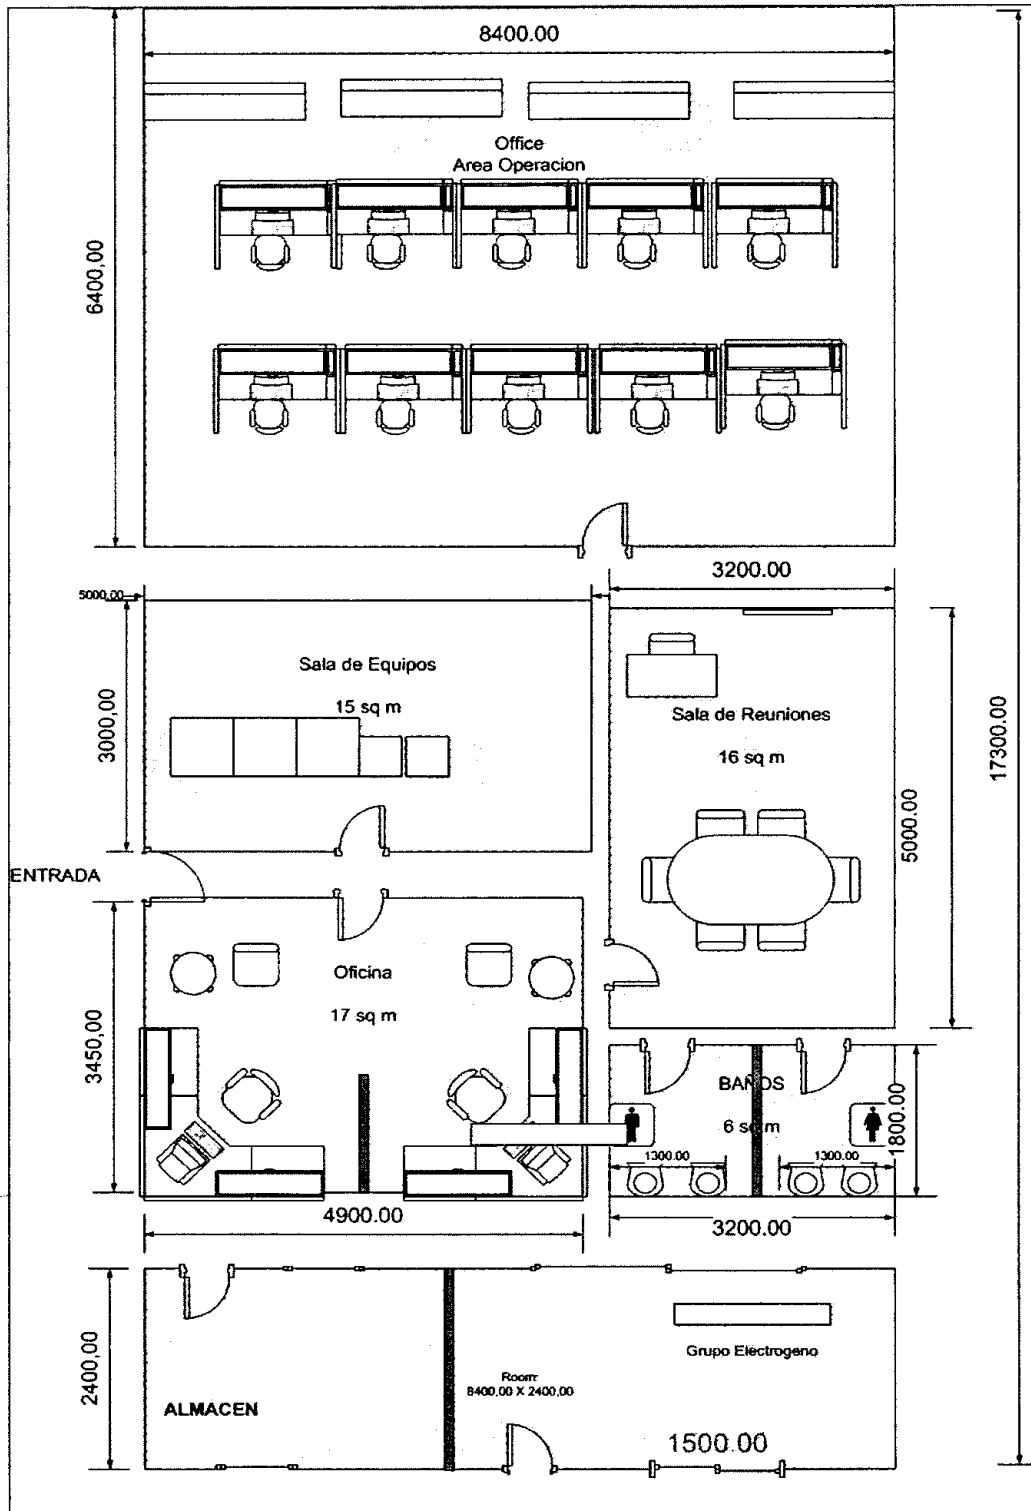 8400.00
Office
Area Operacion
6400,00
3200.00
5000,00
Sala de Equipos
15 sq m
3000,00
Sala de Reuniones
16 sq m
17300.00
5000.00
ENTRADA
Oficina
17 sq m
3450,00
BAÑOS
6 sq m
1800.00
1300.00
1300.00
4900.00
3200.00
2400,00
Grupo Electrogeno
Room:
8400,00 X 2400,00
ALMACEN
1500.00